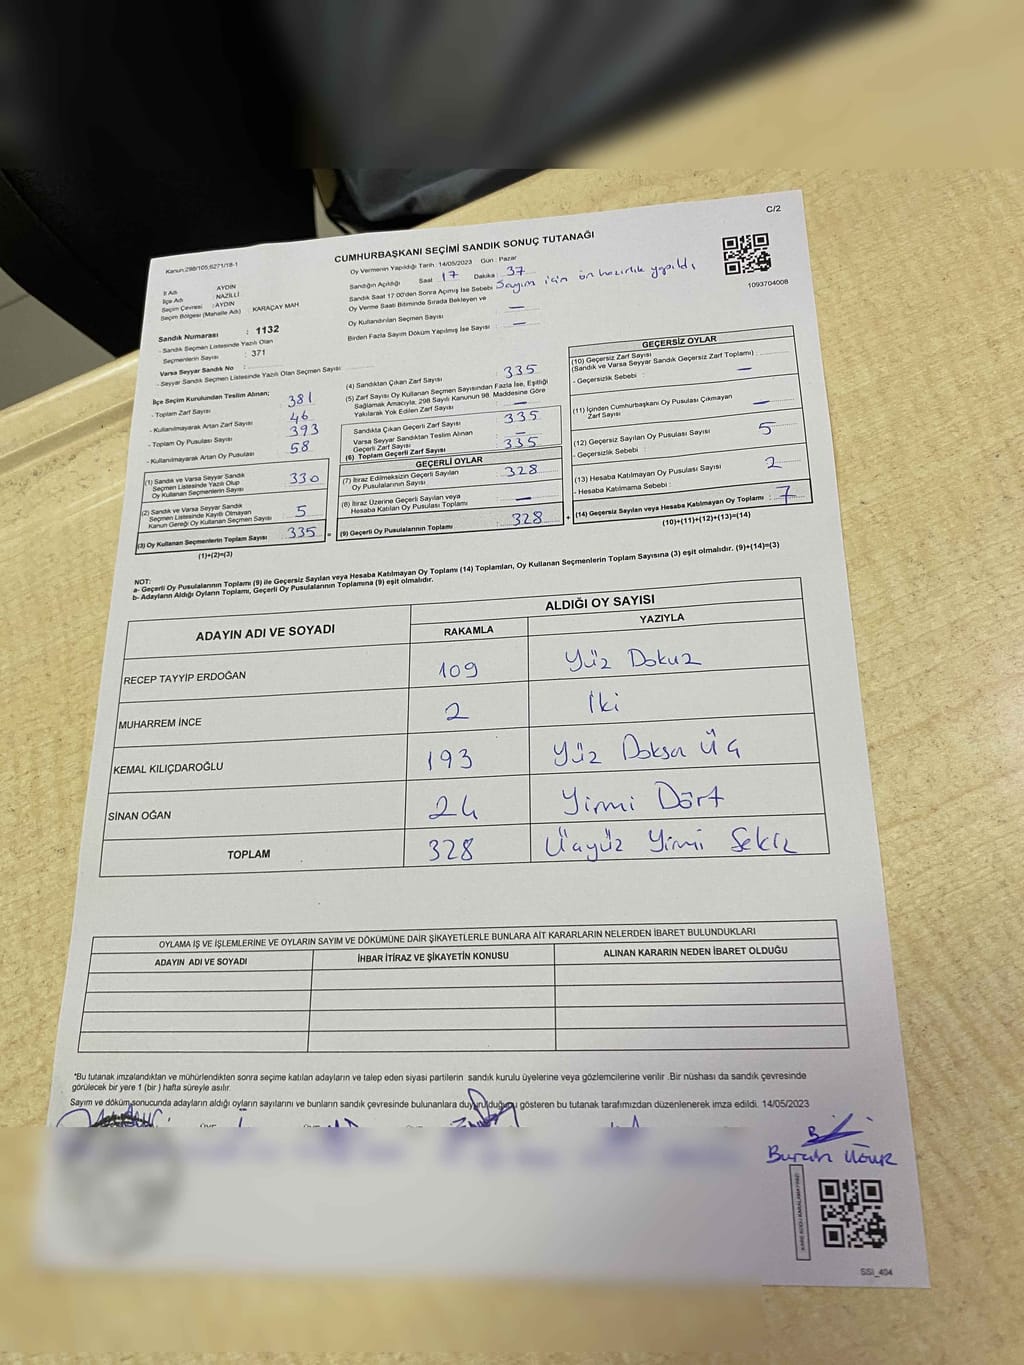 Kanun:298/105,6271/18-1
C/2
CUMHURBAŞKANI SEÇİMİ SANDIK SONUÇ TUTANAĞI
1093704008
İl Adı : AYDIN
İlçe Adı : NAZİLLİ
Seçim Çevresi : AYDIN
Seçim Bölgesi (Mahalle Adı) KARAÇAY MAH
Sandık Numarası : 1132
- Sandık Seçmen Listesinde Yazılı Olan
Seçmenlerin Sayısı : 371
Varsa Seyyar Sandık No :
- Seyyar Sandık Seçmen Listesinde Yazılı Olan Seçmen Sayısı
Oy Vermenin Yapıldığı Tarih : 14/05/2023 Gün : Pazar
Sandığın Açıldığı Saat 17 Dakika : 37
Sandık Saat 17:00'den Sonra Açımış İse Sebebi Sayım için ön hazırlık yapıldı
Oy Verme Saati Bitiminde Sırada Bekleyen ve
Oy Kullandırılan Seçmen Sayısı : —
Birden Fazla Sayım Döküm Yapılmış İse Sayısı : —
İlçe Seçim Kurulundan Teslim Alınan;
- Toplam Zarf Sayısı 381
- Kullanılmayarak Artan Zarf Sayısı 46
- Toplam Oy Pusulası Sayısı 393
- Kullanılmayarak Artan Oy Pusulası 58
(1) Sandık ve Varsa Seyyar Sandık
Seçmen Listesinde Yazılı Olup
Oy Kullanan Seçmenlerin Sayısı 330
(2) Sandık ve Varsa Seyyar Sandık
Seçmen Listesinde Kayıtlı Olmayan
Kanun Gereği Oy Kullanan Seçmen Sayısı 5
(3) Oy Kullanan Seçmenlerin Toplam Sayısı 335
(1)+(2)=(3)
(4) Sandıktan Çıkan Zarf Sayısı : 335
(5) Zarf Sayısı Oy Kullanan Seçmen Sayısından Fazla İse, Eşitliği
Sağlamak Amacıyla, 298 Sayılı Kanunun 98. Maddesine Göre
Yakılarak Yok Edilen Zarf Sayısı : —
Sandıkta Çıkan Geçerli Zarf Sayısı 335
Varsa Seyyar Sandıktan Teslim Alınan
Geçerli Zarf Sayısı —
(6) Toplam Geçerli Zarf Sayısı 335
GEÇERLİ OYLAR
(7) İtiraz Edilmeksizin Geçerli Sayılan
Oy Pusulalarının Sayısı 328
(8) İtiraz Üzerine Geçerli Sayılan veya
Hesaba Katılan Oy Pusulası Toplamı —
(9) Geçerli Oy Pusulalarının Toplamı 328
GEÇERSİZ OYLAR
(10) Geçersiz Zarf Sayısı
(Sandık ve Varsa Seyyar Sandık Geçersiz Zarf Toplamı) :
- Geçersizlik Sebebi : —
(11) İçinden Cumhurbaşkanı Oy Pusulası Çıkmayan
Zarf Sayısı —
(12) Geçersiz Sayılan Oy Pusulası Sayısı 5
- Geçersizlik Sebebi :
(13) Hesaba Katılmayan Oy Pusulası Sayısı 2
- Hesaba Katılmama Sebebi :
(14) Geçersiz Sayılan veya Hesaba Katılmayan Oy Toplamı : 7
(10)+(11)+(12)+(13)=(14)
NOT:
a- Geçerli Oy Pusulalarının Toplamı (9) ile Geçersiz Sayılan veya Hesaba Katılmayan Oy Toplamı (14) Toplamları, Oy Kullanan Seçmenlerin Toplam Sayısına (3) eşit olmalıdır. (9)+(14)=(3)
b- Adayların Aldığı Oyların Toplamı, Geçerli Oy Pusulalarının Toplamına (9) eşit olmalıdır.
ADAYIN ADI VE SOYADI ALDIĞI OY SAYISI
RAKAMLA YAZIYLA
RECEP TAYYİP ERDOĞAN 109 Yüz Dokuz
MUHARREM İNCE 2 İki
KEMAL KILIÇDAROĞLU 193 Yüz Doksa Üç
SİNAN OĞAN 24 Yirmi Dört
TOPLAM 328 Üçyüz Yirmi Sekiz
OYLAMA İŞ VE İŞLEMLERİNE VE OYLARIN SAYIM VE DÖKÜMÜNE DAİR ŞİKAYETLERLE BUNLARA AİT KARARLARIN NELERDEN İBARET BULUNDUKLARI
ADAYIN ADI VE SOYADI İHBAR İTİRAZ VE ŞİKAYETİN KONUSU ALINAN KARARIN NEDEN İBARET OLDUĞU
*Bu tutanak imzalandıktan ve mühürlendikten sonra seçime katılan adayların ve talep eden siyasi partilerin sandık kurulu üyelerine veya gözlemcilerine verilir .Bir nüshası da sandık çevresinde
görülecek bir yere 1 (bir ) hafta süreyle asılır.
Sayım ve döküm sonucunda adayların aldığı oyların sayılarını ve bunların sandık çevresinde bulunanlara duyurulduğunu gösteren bu tutanak tarafımızdan düzenlenerek imza edildi. 14/05/2023
SSI_404